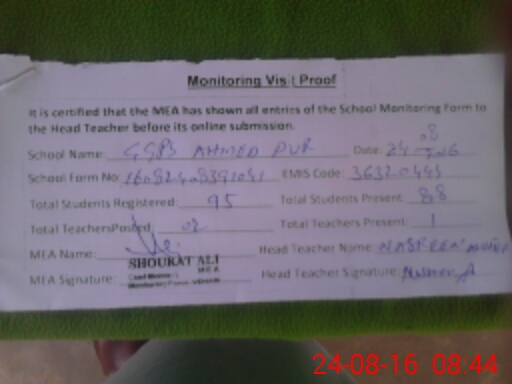 Monitoring Visit Proof
It is certified that the MEA has shown all entries of the School Monitoring Form to
the Head Teacher before its online submission.
School Name: GGPS AHMED PUR Date: 24
School Form No: EMIS Code:
Total Students Registered: 95 Total Students Present: 88
Total TeachersPosted 02 Total Teachers Present: 1
MEA Name: Head Teacher Name: NASREEN
SHOUKAT ALI
MEA
MEA Signature: Head Teacher Signature:
24-08-16 08:44